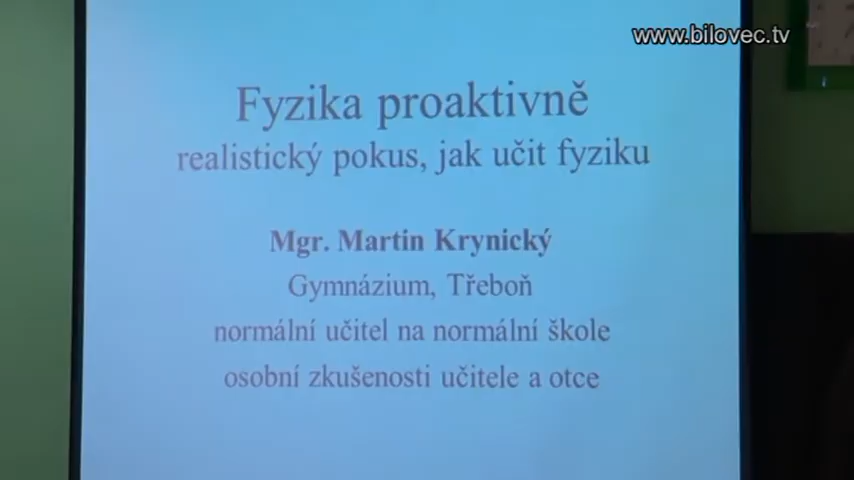 www.bilovec.tv
Fyzika proaktivně
realistický pokus, jak učit fyziku
Mgr. Martin Krynický
Gymnázium, Třeboň
normální učitel na normální škole
osobní zkušenosti učitele a otce